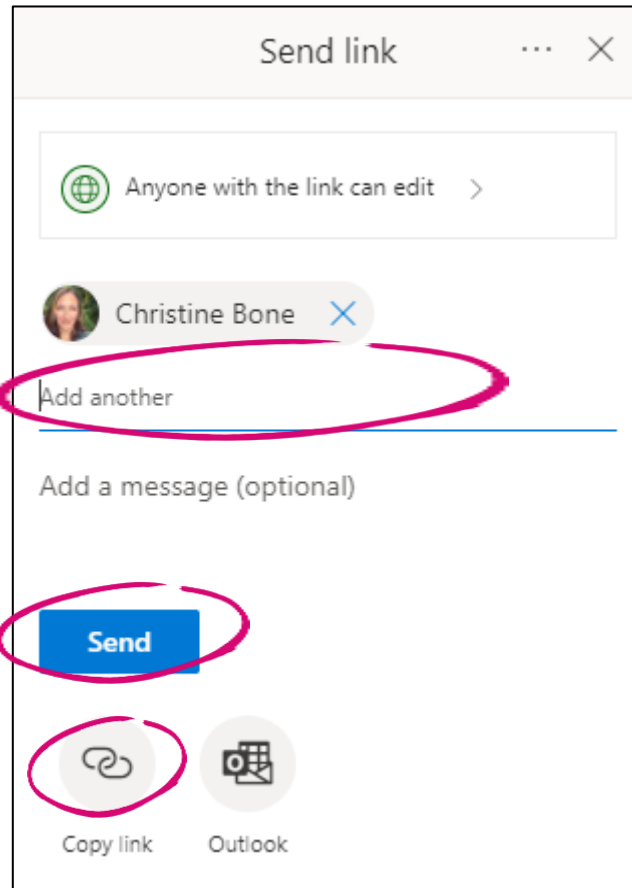 Send link
Anyone with the link can edit
Christine Bone
Add another
Add a message (optional)
Send
Copy link Outlook